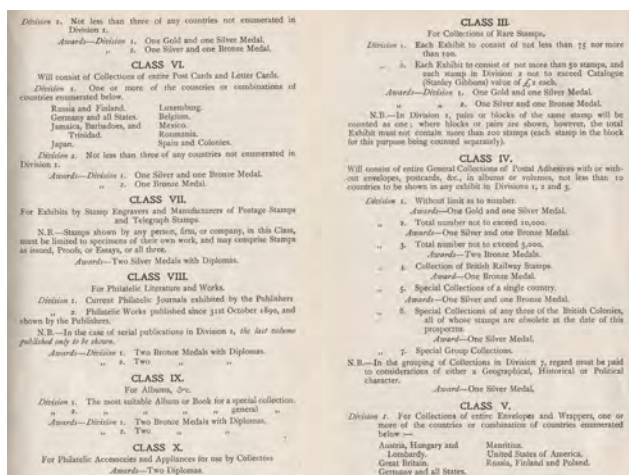 Division 2. Not less than three of any countries not enumerated in
Division 1.
Awards—Division 1. One Gold and one Silver Medal.
„ 2. One Silver and one Bronze Medal.
CLASS VI.
Will consist of Collections of entire Post Cards and Letter Cards.
Division 1. One or more of the countries or combinations of
countries enumerated below.
Russia and Finland. Luxemburg.
Germany and all States. Belgium.
Jamaica, Barbadoes, and Mexico.
Trinidad. Roumania.
Japan. Spain and Colonies.
Division 2. Not less than three of any countries not enumerated in
Division 1.
Awards—Division 1. One Silver and one Bronze Medal.
„ 2. One Bronze Medal.
CLASS VII.
For Exhibits by Stamp Engravers and Manufacturers of Postage Stamps
and Telegraph Stamps.
N.B.—Stamps shown by any person, firm, or company, in this Class,
must be limited to specimens of their own work, and may comprise Stamps
as issued, Proofs, or Essays, or all three.
Awards—Two Silver Medals with Diplomas.
CLASS VIII.
For Philatelic Literature and Works.
Division 1. Current Philatelic Journals exhibited by the Publishers
„ 2. Philatelic Works published since 31st October 1890, and
shown by the Publishers.
N.B.—In the case of serial publications in Division 1, the last volume
published only to be shown.
Awards—Division 1. Two Bronze Medals with Diplomas.
„ 2. Two „ „
CLASS IX.
For Albums, &c.
Division 1. The most suitable Album or Book for a special collection.
„ 2. „ „ „ „ general „
Awards—Division 1. Two Bronze Medals with Diplomas.
„ 2. Two „ „
CLASS X.
For Philatelic Accessories and Appliances for use by Collectors
Awards—Two Diplomas.
CLASS III.
For Collections of Rare Stamps.
Division 1. Each Exhibit to consist of not less than 75 nor more
than 100.
„ 2. Each Exhibit to consist of not more than 50 stamps, and
each stamp in Division 2 not to exceed Catalogue
(Stanley Gibbons) value of £2 each.
Awards—Division 1. One Gold and one Silver Medal.
„ „ 2. One Silver and one Bronze Medal.
N.B.—In Division 1, pairs or blocks of the same stamp will be
counted as one; where blocks or pairs are shown, however, the total
Exhibit must not contain more than 200 stamps (each stamp in the block
for this purpose being counted separately).
CLASS IV.
Will consist of entire General Collections of Postal Adhesives with or with-
out envelopes, postcards, &c., in albums or volumes, not less than 10
countries to be shown in any exhibit in Divisions 1, 2 and 3.
Division 1. Without limit as to number.
Awards—One Gold and one Silver Medal.
„ 2. Total number not to exceed 10,000.
Awards—One Silver and one Bronze Medal.
„ 3. Total number not to exceed 5,000.
Awards—Two Bronze Medals.
„ 4. Collection of British Railway Stamps.
Award—One Bronze Medal.
„ 5. Special Collections of a single country.
Awards—One Silver and one Bronze Medal.
„ 6. Special Collections of any three of the British Colonies,
all of whose stamps are obsolete at the date of this
prospectus.
Award—One Silver Medal.
„ 7. Special Group Collections.
N.B.—In the grouping of Collections in Division 7, regard must be paid
to considerations of either a Geographical, Historical or Political
character.
Award—One Silver Medal.
CLASS V.
Division 1. For Collections of entire Envelopes and Wrappers, one or
more of the countries or combination of countries enumerated
below :—
Austria, Hungary and Mauritius.
Lombardy. United States of America.
Great Britain. Russia, Finland and Poland.
Germany and all States.